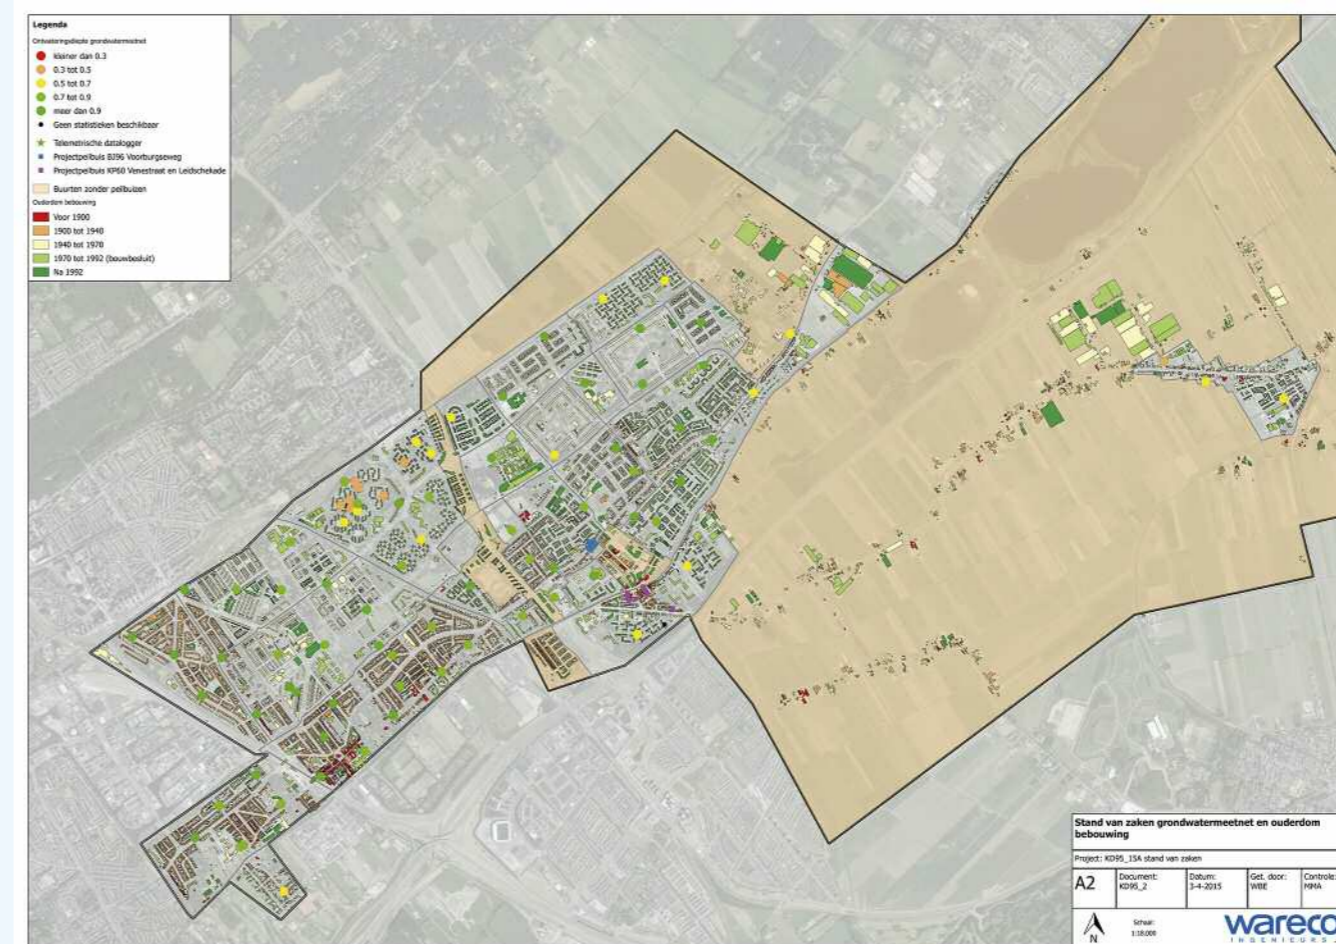 Legenda
Ontwateringsdiepte grondwatermeetnet
kleiner dan 0.3
0.3 tot 0.5
0.5 tot 0.7
0.7 tot 0.9
meer dan 0.9
Geen statistieken beschikbaar
Telemetrische datalogger
Projectpeilbuis BJ96 Voorburgseweg
Projectpeilbuis KP60 Venestraat en Leidschekade
Buurten zonder peilbuizen
Ouderdom bebouwing
Voor 1900
1900 tot 1940
1940 tot 1970
1970 tot 1992 (bouwbesluit)
Na 1992
Stand van zaken grondwatermeetnet en ouderdom
bebouwing
Project: KD95_15A stand van zaken
A2
Document: Datum: Get. door: Controle:
KD95_2 3-4-2015 WBE MMA
Schaal:
1:18.000
N
wareco
INGENIEURS